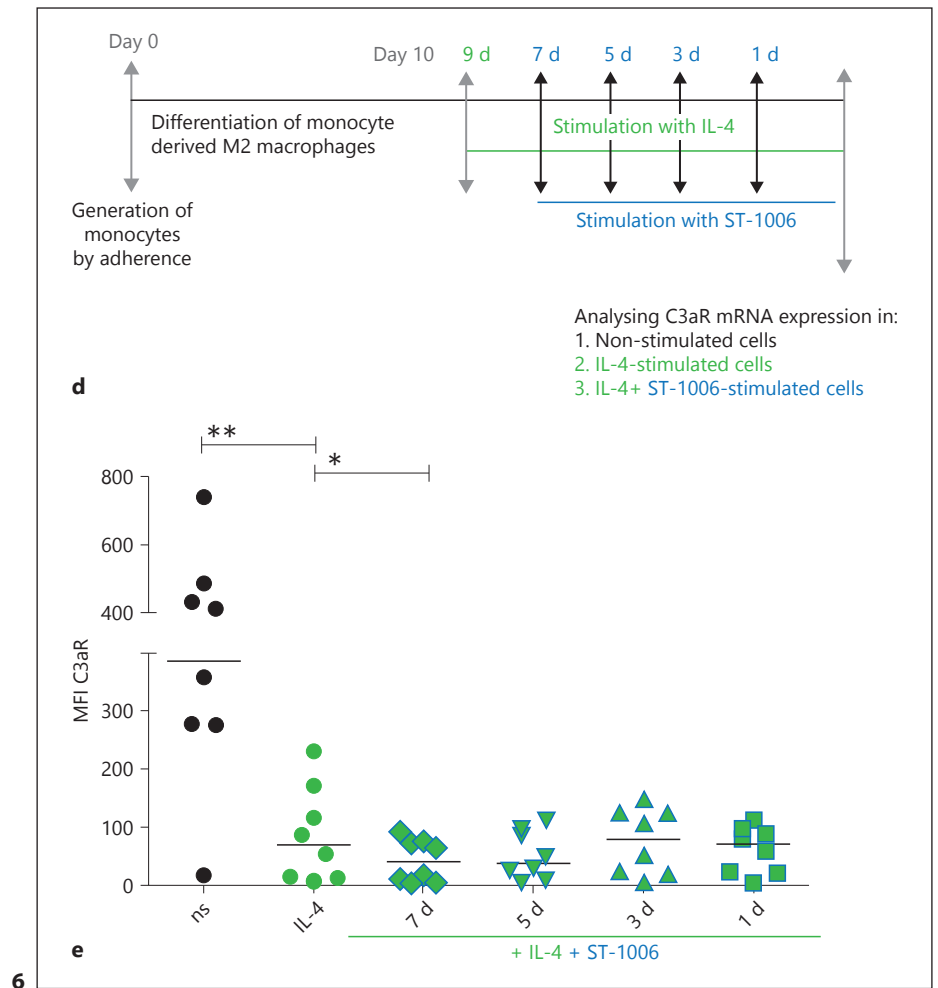 Day 0
Day 10
9 d
7 d
5 d
3 d
1 d
Differentiation of monocyte
derived M2 macrophages
Stimulation with IL-4
Generation of
monocytes
by adherence
Stimulation with ST-1006
Analysing C3aR mRNA expression in:
1. Non-stimulated cells
2. IL-4-stimulated cells
3. IL-4+ ST-1006-stimulated cells
d
**
*
800
600
400
MFI C3aR
300
200
100
0
ns
IL-4
7 d
5 d
3 d
1 d
e
+ IL-4 + ST-1006
6